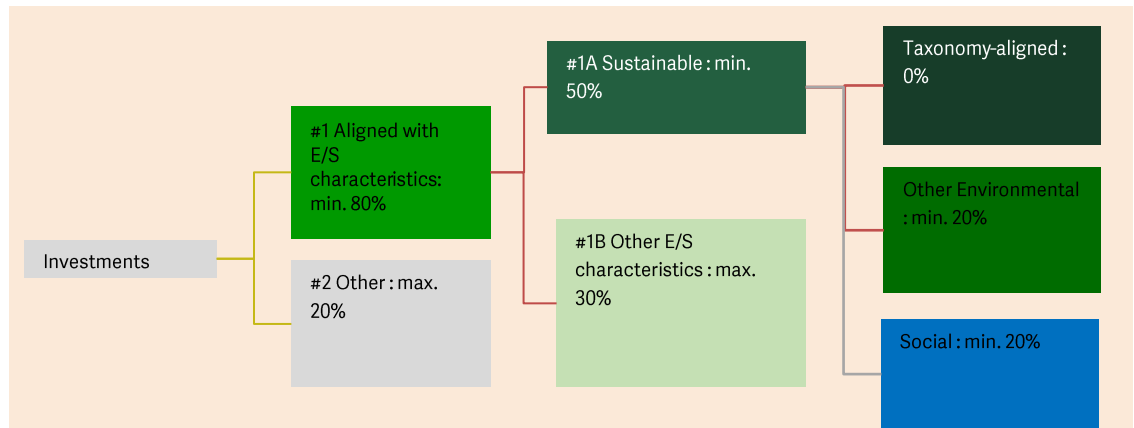 Investments
#1 Aligned with
E/S
characteristics:
min. 80%
#2 Other : max.
20%
#1A Sustainable : min.
50%
#1B Other E/S
characteristics : max.
30%
Taxonomy-aligned :
0%
Other Environmental
: min. 20%
Social : min. 20%